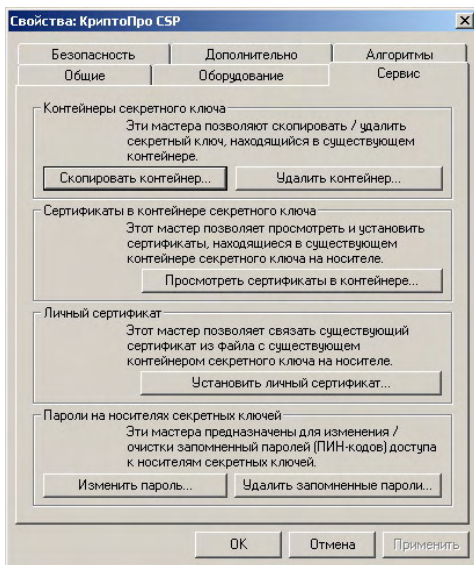 Свойства: КриптоПро CSP
Безопасность Дополнительно Алгоритмы
Общие Оборудование Сервис
Контейнеры секретного ключа
Эти мастера позволяют скопировать / удалить
секретный ключ, находящийся в существующем
контейнере.
Скопировать контейнер... Удалить контейнер...
Сертификаты в контейнере секретного ключа
Этот мастер позволяет просмотреть и установить
сертификаты, находящиеся в существующем
контейнере секретного ключа на носителе.
Просмотреть сертификаты в контейнере...
Личный сертификат
Этот мастер позволяет связать существующий
сертификат из файла с существующем
контейнером секретного ключа на носителе.
Установить личный сертификат...
Пароли на носителях секретных ключей
Эти мастера предназначены для изменения /
очистки запомненный паролей (ПИН-кодов) доступа
к носителям секретных ключей.
Изменить пароль... Удалить запомненные пароли...
OK Отмена Применить